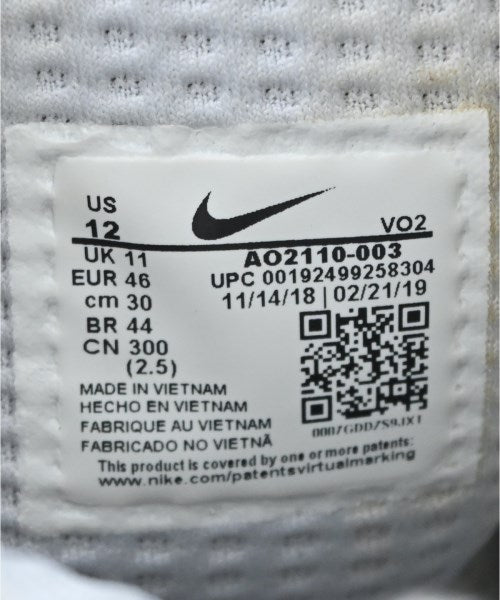 US
12
VO2
UK 11
AO2110-003
EUR 46
UPC 00192499258304
cm 30
11/14/18 | 02/21/19
BR 44
CN 300
(2.5)
MADE IN VIETNAM
HECHO EN VIETNAM
FABRIQUE AU VIETNAM
FABRICADO NO VIETNÃ
This product is covered by one or more patents:
www.nike.com/patentsvirtualmarking